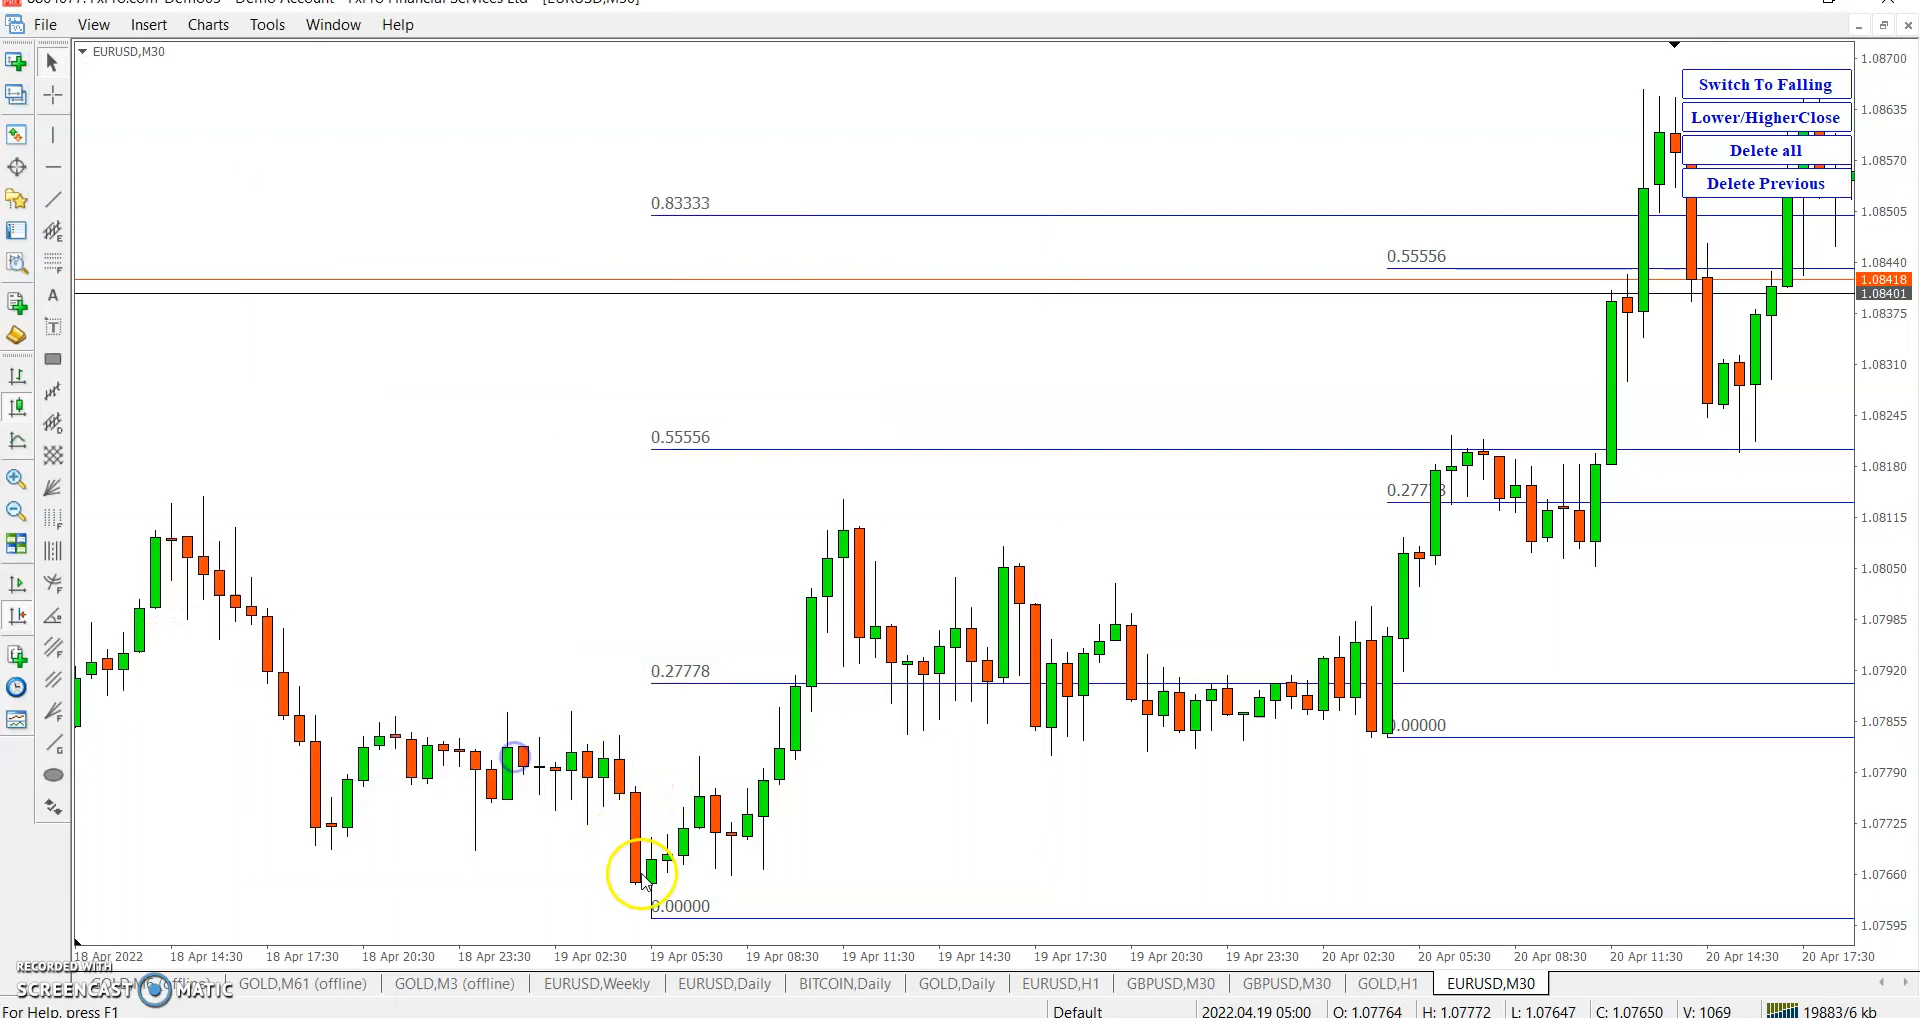 File View Insert Charts Tools Window Help
EURUSD,M30
1.08700
Switch To Falling
1.08635
Lower/HigherClose
Delete all
1.08570
Delete Previous
0.83333
1.08505
0.55556
1.08440
1.08418
1.08401
1.08375
1.08310
1.08245
0.55556
1.08180
0.27778
1.08115
1.08050
1.07985
0.27778
1.07920
0.00000
1.07855
1.07790
1.07725
1.07660
0.00000
1.07595
18 Apr 2022 18 Apr 14:30 18 Apr 17:30 18 Apr 20:30 18 Apr 23:30 19 Apr 02:30 19 Apr 05:30 19 Apr 08:30 19 Apr 11:30 19 Apr 14:30 19 Apr 17:30 19 Apr 20:30 19 Apr 23:30 20 Apr 02:30 20 Apr 05:30 20 Apr 08:30 20 Apr 11:30 20 Apr 14:30 20 Apr 17:30
RECORDED WITH
SCREENCAST MATIC
GOLD,M61 (offline) GOLD,M3 (offline) EURUSD,Weekly EURUSD,Daily BITCOIN,Daily GOLD,Daily EURUSD,H1 GBPUSD,M30 GBPUSD,M30 GOLD,H1 EURUSD,M30
For Help, press F1 Default 2022.04.19 05:00 O: 1.07764 H: 1.07772 L: 1.07647 C: 1.07650 V: 1069 19883/6 kb